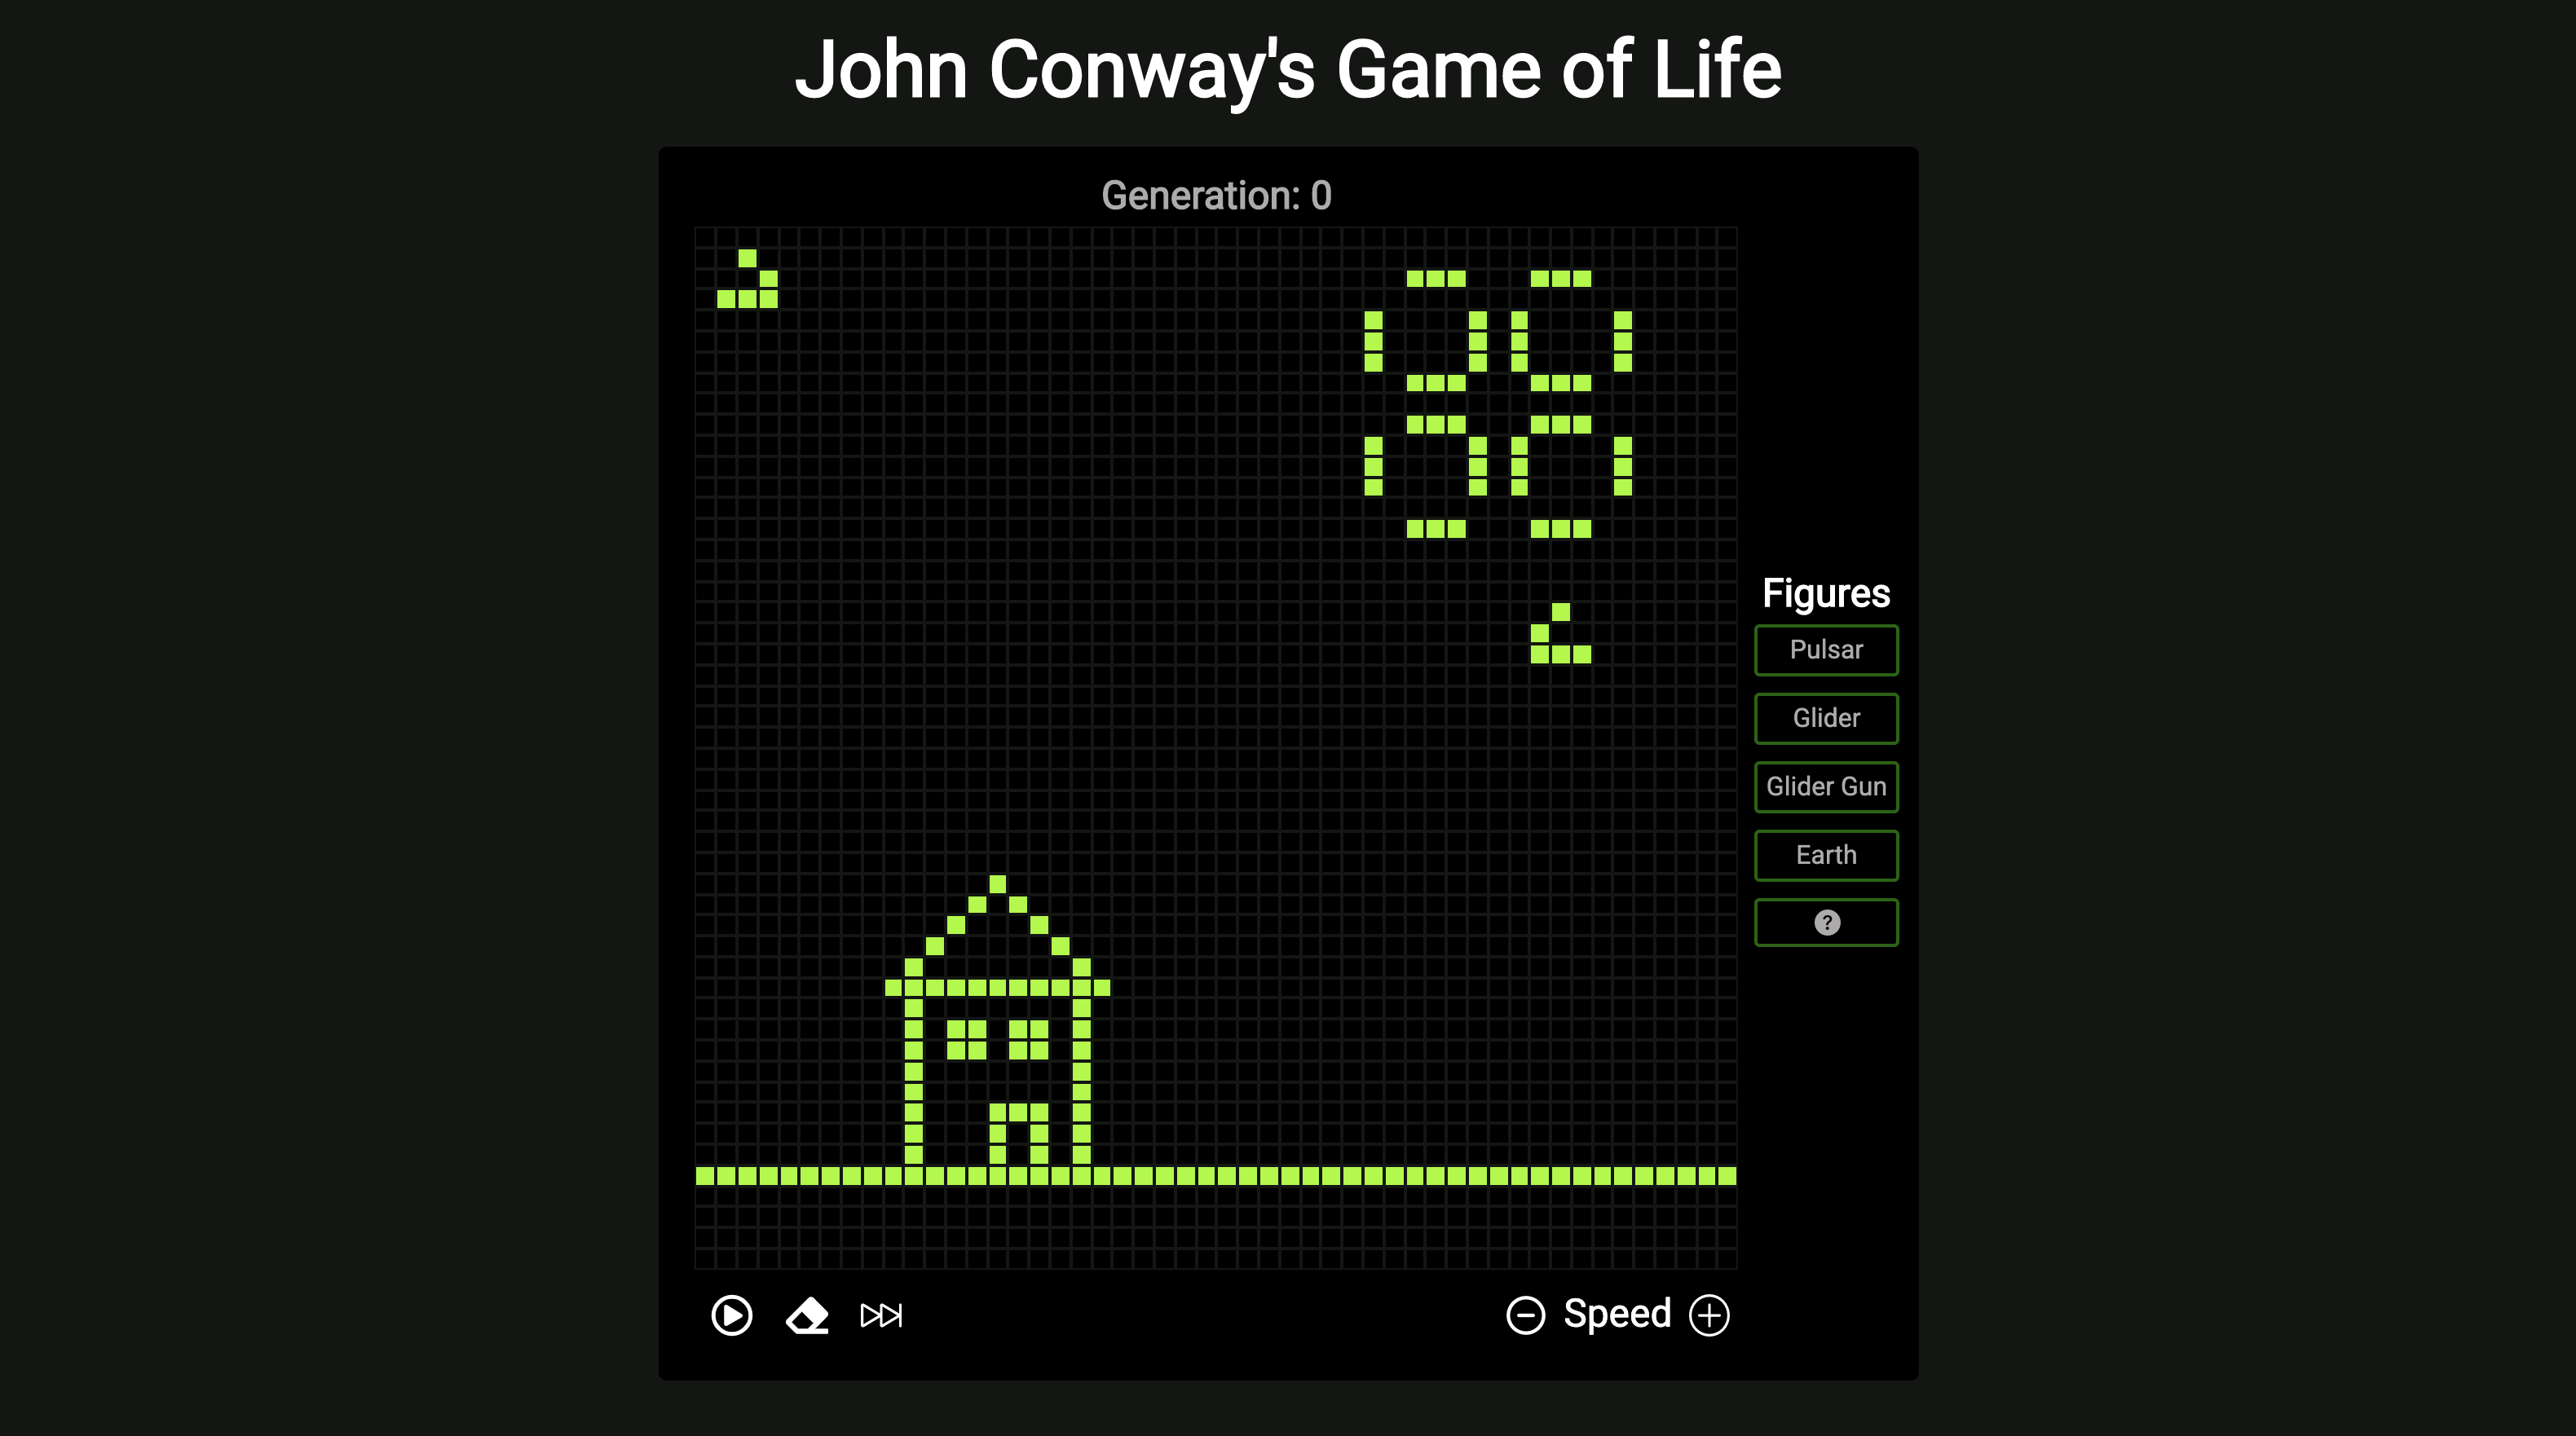 John Conway's Game of Life
Generation: 0
Figures
Pulsar
Glider
Glider Gun
Earth
?
Speed